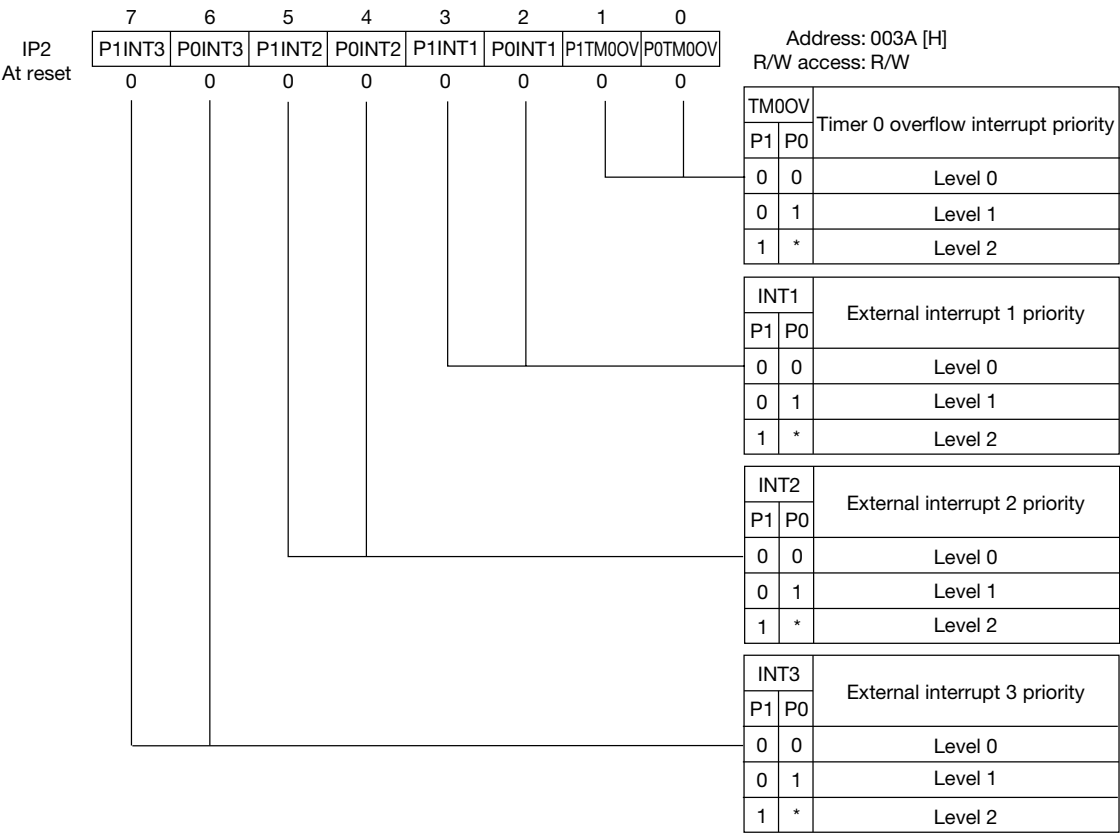 7 6 5 4 3 2 1 0
IP2 P1INT3 P0INT3 P1INT2 P0INT2 P1INT1 P0INT1 P1TM0OV P0TM0OV
At reset 0 0 0 0 0 0 0 0
Address: 003A [H]
R/W access: R/W
TM0OV Timer 0 overflow interrupt priority
P1 P0
0 0 Level 0
0 1 Level 1
1 * Level 2
INT1 External interrupt 1 priority
P1 P0
0 0 Level 0
0 1 Level 1
1 * Level 2
INT2 External interrupt 2 priority
P1 P0
0 0 Level 0
0 1 Level 1
1 * Level 2
INT3 External interrupt 3 priority
P1 P0
0 0 Level 0
0 1 Level 1
1 * Level 2